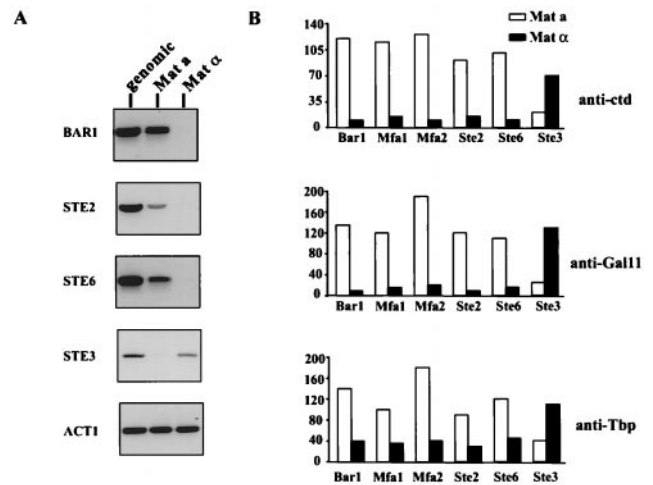 A
genomic
Mat a
Mat α
BAR1
STE2
STE6
STE3
ACT1
B
Mat a
Mat α
140
105
70
35
0
Bar1 Mfa1 Mfa2 Ste2 Ste6 Ste3
anti-ctd
200
160
120
80
40
0
Bar1 Mfa1 Mfa2 Ste2 Ste6 Ste3
anti-Gal11
200
160
120
80
40
0
Bar1 Mfa1 Mfa2 Ste2 Ste6 Ste3
anti-Tbp